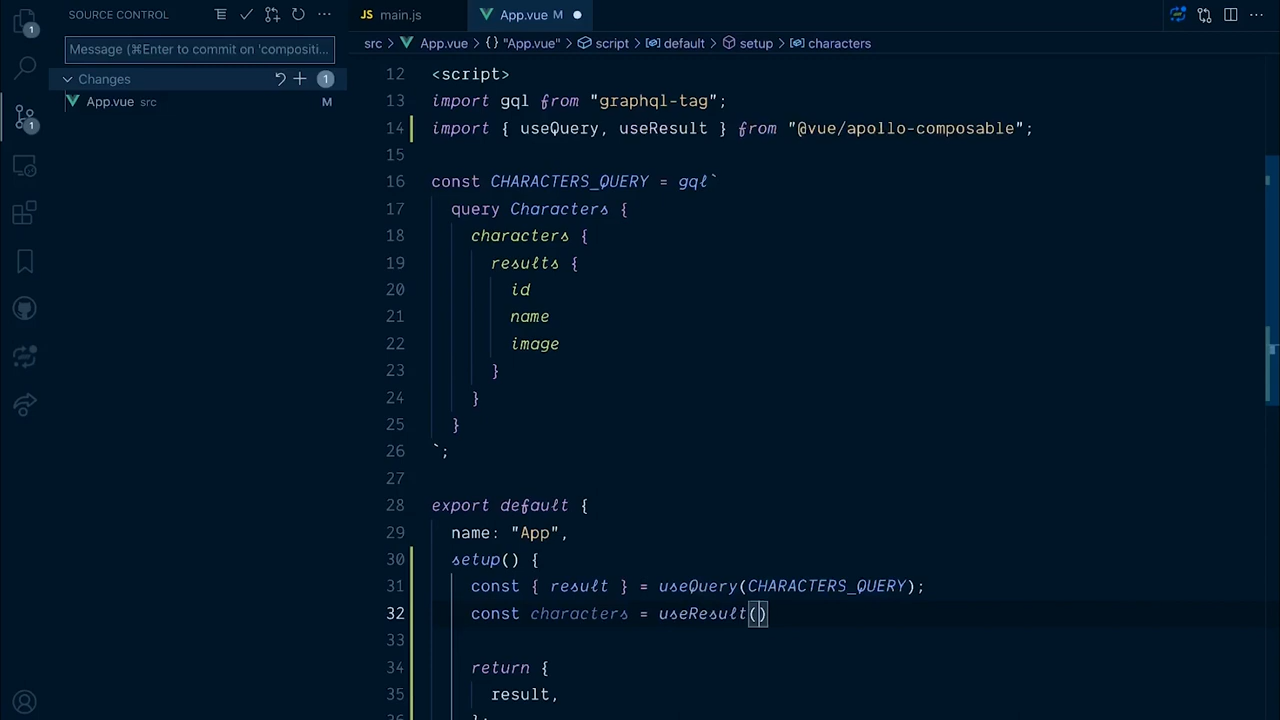 SOURCE CONTROL
Message (⌘Enter to commit on 'compositi...
Changes
1
App.vue src
M
1
1
JS main.js
App.vue M
src > App.vue > {} "App.vue" > script > default > setup > characters
12 <script>
13 import gql from "graphql-tag";
14 import { useQuery, useResult } from "@vue/apollo-composable";
15
16 const CHARACTERS_QUERY = gql`
17 query Characters {
18 characters {
19 results {
20 id
21 name
22 image
23 }
24 }
25 }
26 `;
27
28 export default {
29 name: "App",
30 setup() {
31 const { result } = useQuery(CHARACTERS_QUERY);
32 const characters = useResult()
33
34 return {
35 result,
36 };